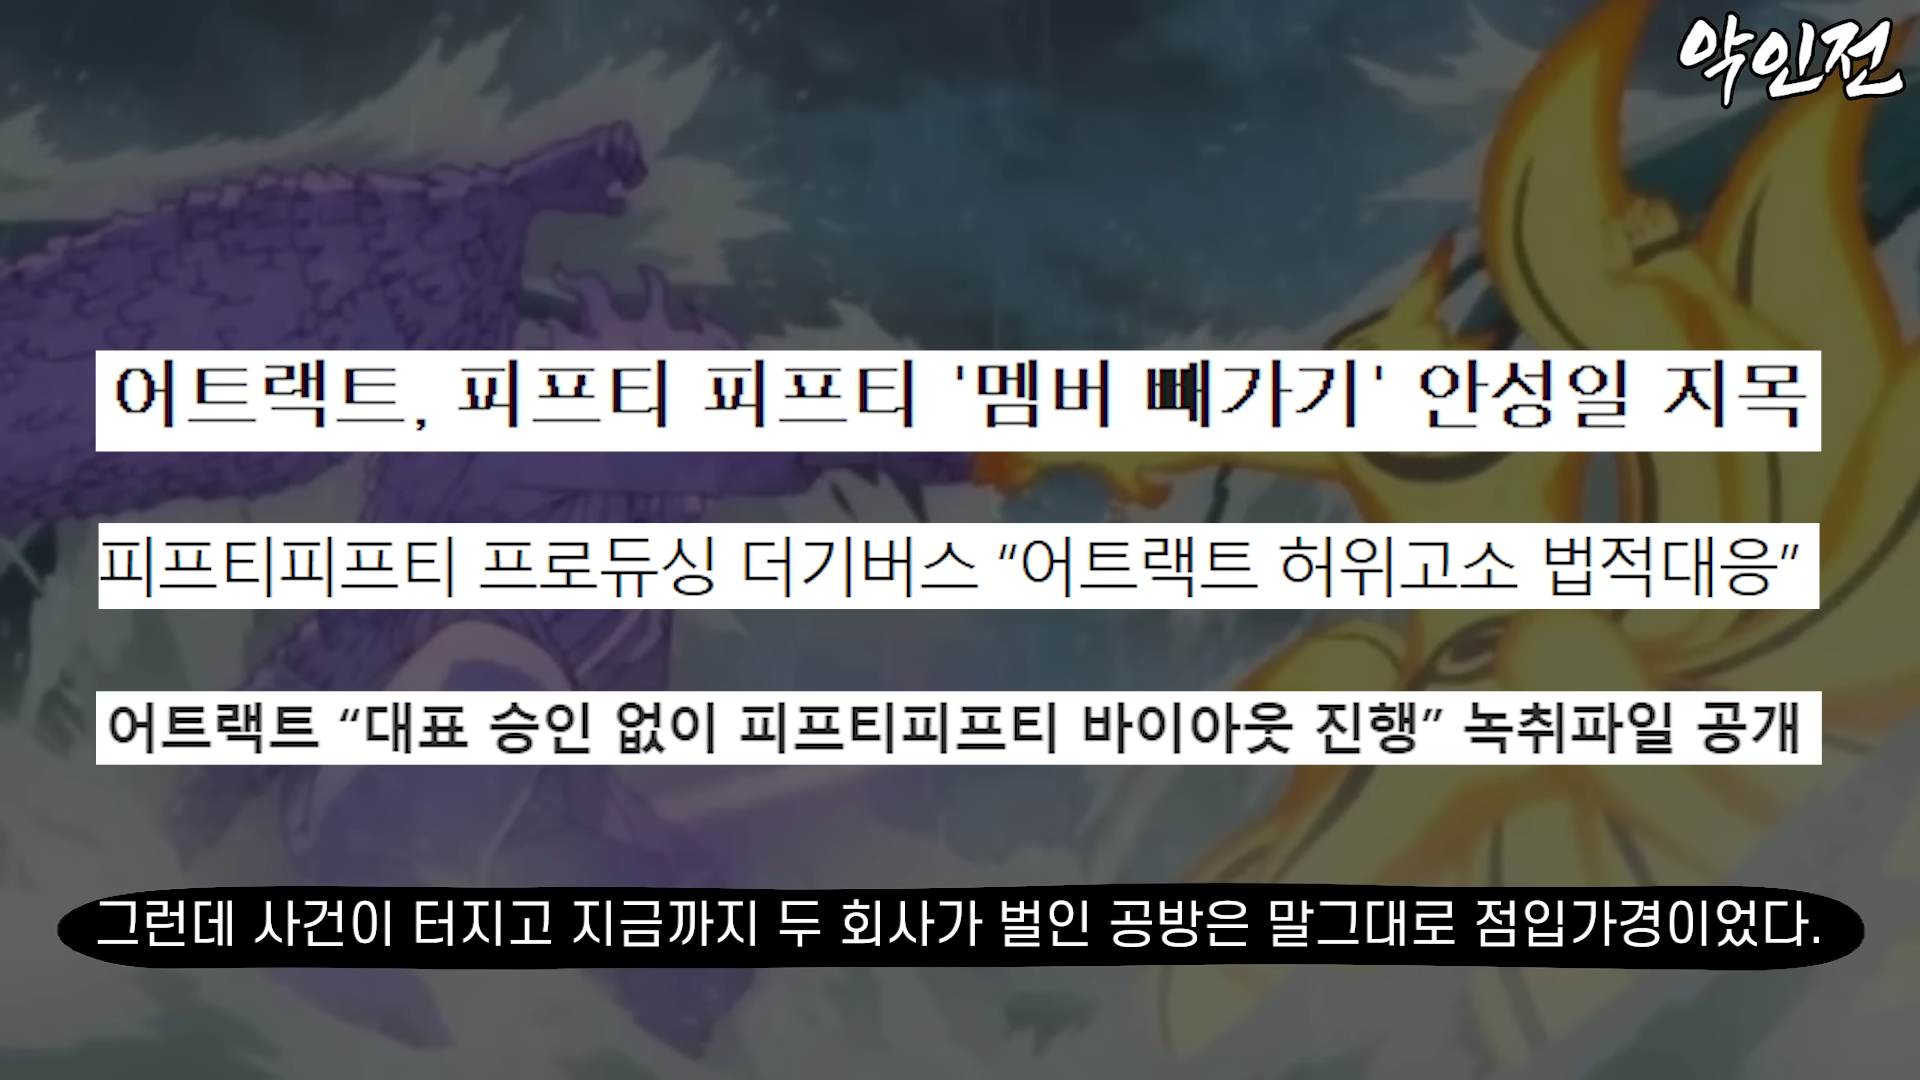 악인전
어트랙트, 피프티 피프티 '멤버 빼가기' 안성일 지목
피프티피프티 프로듀싱 더기버스 “어트랙트 허위고소 법적대응”
어트랙트 “대표 승인 없이 피프티피프티 바이아웃 진행” 녹취파일 공개
그런데 사건이 터지고 지금까지 두 회사가 벌인 공방은 말그대로 점입가경이었다.